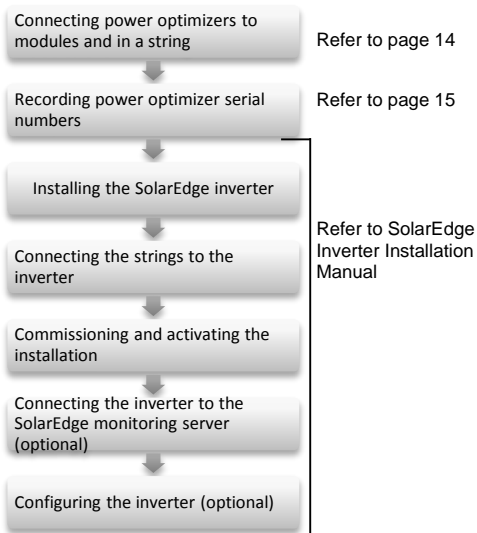 Connecting power optimizers to
modules and in a string
Refer to page 14
Recording power optimizer serial
numbers
Refer to page 15
Installing the SolarEdge inverter
Refer to SolarEdge
Inverter Installation
Manual
Connecting the strings to the
inverter
Commissioning and activating the
installation
Connecting the inverter to the
SolarEdge monitoring server
(optional)
Configuring the inverter (optional)